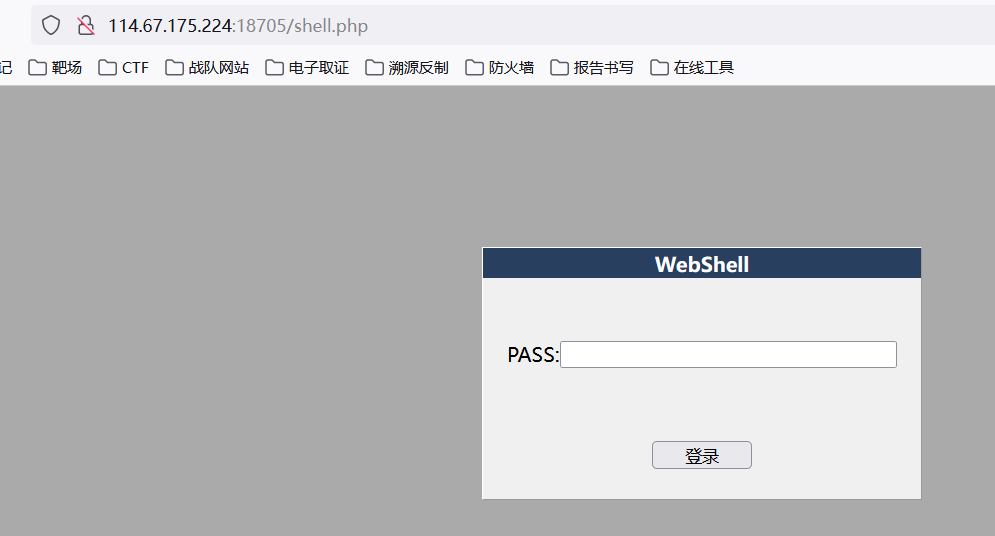 114.67.175.224:18705/shell.php
记 靶场 CTF 战队网站 电子取证 溯源反制 防火墙 报告书写 在线工具
WebShell
PASS:
登录